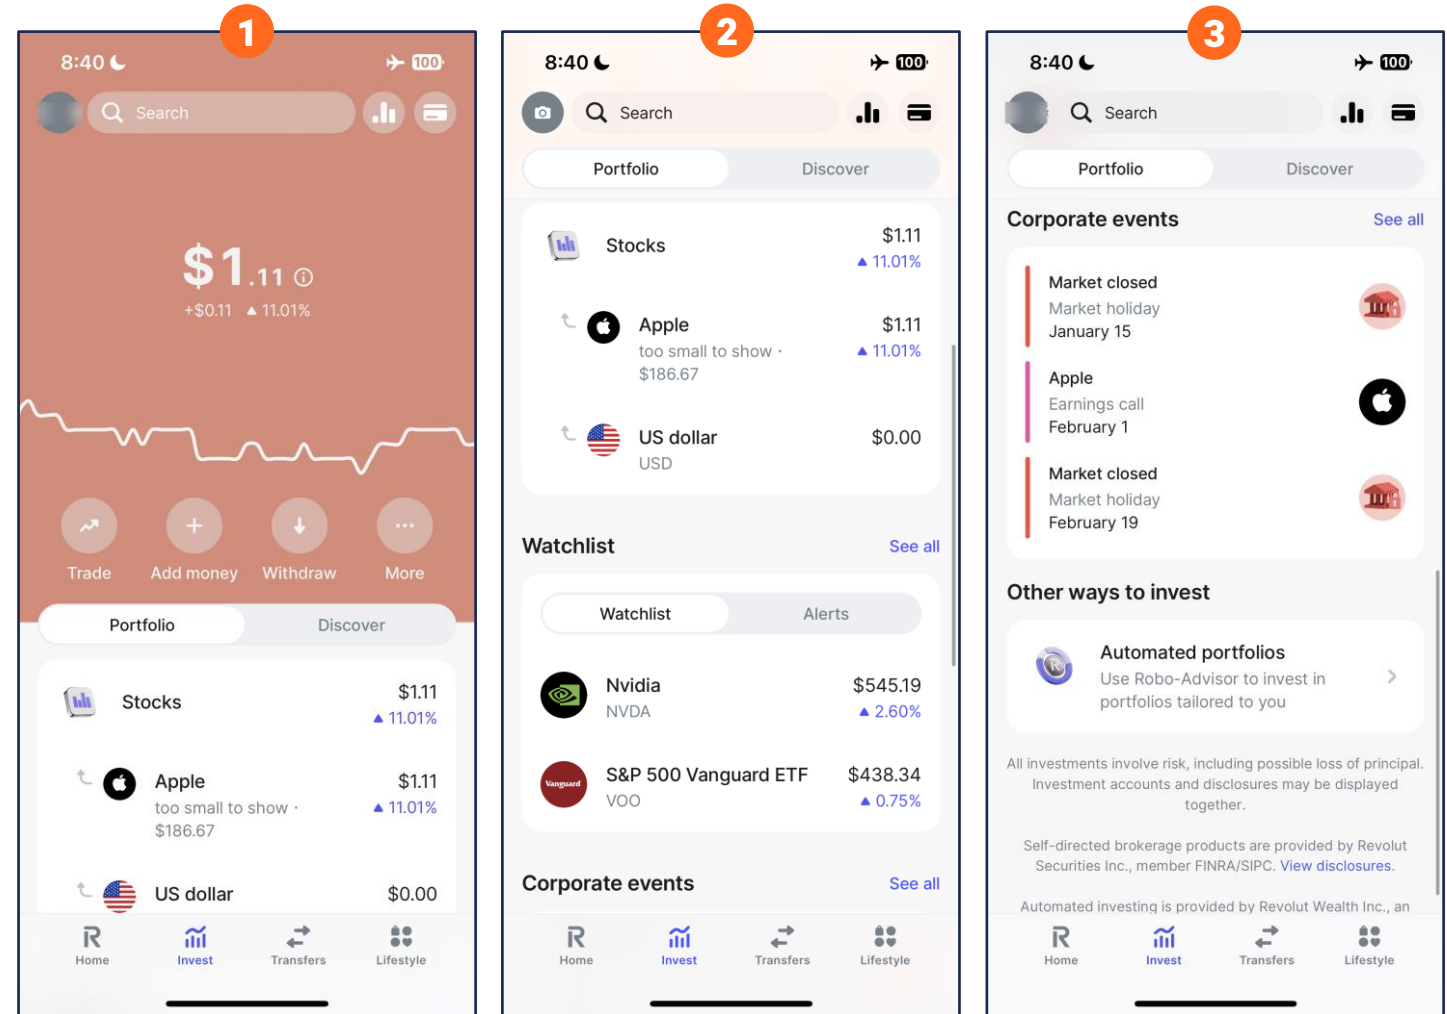 1
8:40
100
Search
$1.11
+$0.11 ▲ 11.01%
Trade
Add money
Withdraw
More
Portfolio
Discover
Stocks
$1.11
▲ 11.01%
Apple
$1.11
too small to show ·
▲ 11.01%
$186.67
US dollar
$0.00
Home
Invest
Transfers
Lifestyle
2
8:40
100
Search
Portfolio
Discover
Stocks
$1.11
▲ 11.01%
Apple
$1.11
too small to show ·
▲ 11.01%
$186.67
US dollar
$0.00
USD
Watchlist
See all
Watchlist
Alerts
Nvidia
$545.19
NVDA
▲ 2.60%
Vanguard
S&P 500 Vanguard ETF
$438.34
VOO
▲ 0.75%
Corporate events
See all
Home
Invest
Transfers
Lifestyle
3
8:40
100
Search
Portfolio
Discover
Corporate events
See all
Market closed
Market holiday
January 15
Apple
Earnings call
February 1
Market closed
Market holiday
February 19
Other ways to invest
Automated portfolios
Use Robo-Advisor to invest in
portfolios tailored to you
All investments involve risk, including possible loss of principal.
Investment accounts and disclosures may be displayed
together.
Self-directed brokerage products are provided by Revolut
Securities Inc., member FINRA/SIPC. View disclosures.
Automated investing is provided by Revolut Wealth Inc., an
Home
Invest
Transfers
Lifestyle